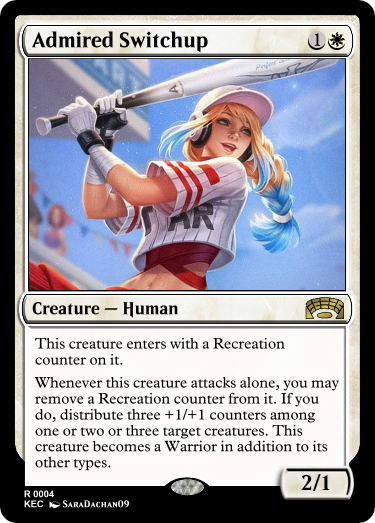 Admired Switchup 1
Creature — Human
This creature enters with a Recreation
counter on it.
Whenever this creature attacks alone, you may
remove a Recreation counter from it. If you
do, distribute three +1/+1 counters among
one or two or three target creatures. This
creature becomes a Warrior in addition to its
other types.
2/1
R 0004
KEC SaraDachan09